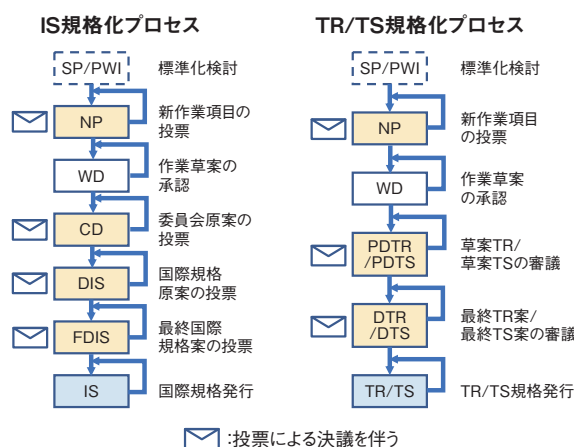 IS規格化プロセス
SP/PWI
標準化検討
NP
新作業項目の
投票
WD
作業草案の
承認
CD
委員会原案の
投票
DIS
国際規格
原案の投票
FDIS
最終国際
規格案の投票
IS
国際規格発行
TR/TS規格化プロセス
SP/PWI
標準化検討
NP
新作業項目
の投票
WD
作業草案
の承認
PDTR
/PDTS
草案TR/
草案TSの審議
DTR
/DTS
最終TR案/
最終TS案の審議
TR/TS
TR/TS規格発行
:投票による決議を伴う